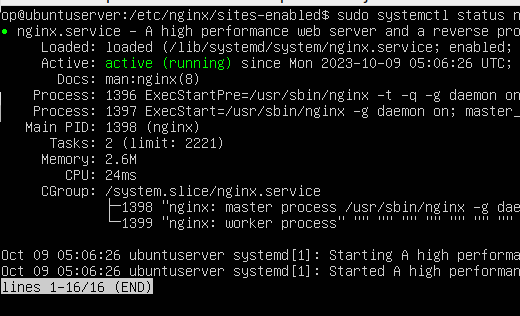 op@ubuntuserver:/etc/nginx/sites-enabled$ sudo systemctl status n
● nginx.service - A high performance web server and a reverse pro
Loaded: loaded (/lib/systemd/system/nginx.service; enabled;
Active: active (running) since Mon 2023-10-09 05:06:26 UTC;
Docs: man:nginx(8)
Process: 1396 ExecStartPre=/usr/sbin/nginx -t -q -g daemon on
Process: 1397 ExecStart=/usr/sbin/nginx -g daemon on; master_
Main PID: 1398 (nginx)
Tasks: 2 (limit: 2221)
Memory: 2.6M
CPU: 24ms
CGroup: /system.slice/nginx.service
├─1398 "nginx: master process /usr/sbin/nginx -g dae
└─1399 "nginx: worker process" "" "" "" "" "" "" ""
Oct 09 05:06:26 ubuntuserver systemd[1]: Starting A high performa
Oct 09 05:06:26 ubuntuserver systemd[1]: Started A high performan
lines 1-16/16 (END)